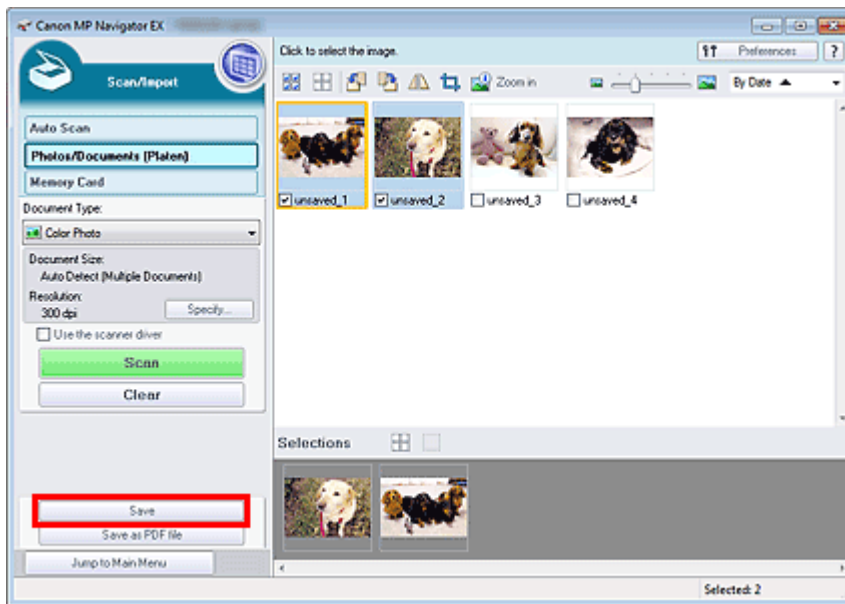 Canon MP Navigator EX
Scan/Import
Auto Scan
Photos/Documents (Platen)
Memory Card
Document Type:
Color Photo
Document Size:
Auto Detect (Multiple Documents)
Resolution:
300 dpi
Specify...
Use the scanner driver
Scan
Clear
Save
Save as PDF file
Jump to Main Menu
Click to select the image.
Preferences
?
Zoom in
By Date
unsaved_1
unsaved_2
unsaved_3
unsaved_4
Selections
Selected: 2